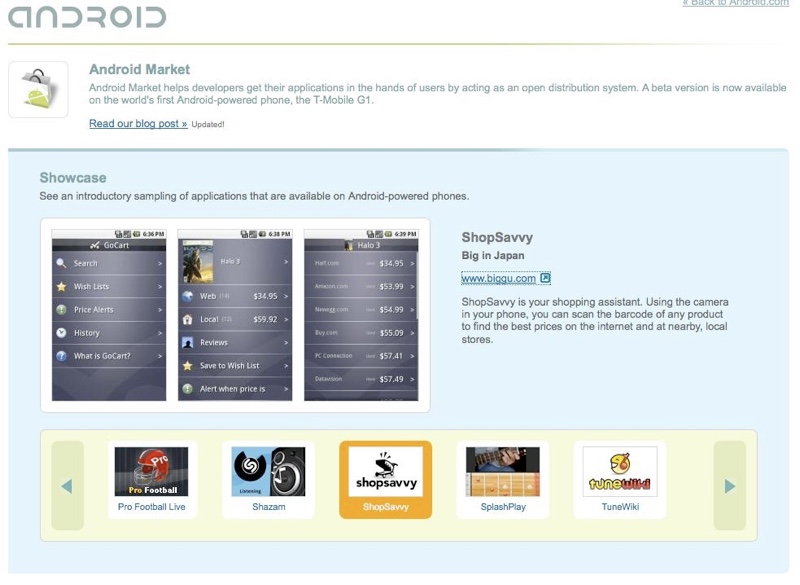 « Back to Android.com
ANDROID
Android Market
Android Market helps developers get their applications in the hands of users by acting as an open distribution system. A beta version is now available
on the world's first Android-powered phone, the T-Mobile G1.
Read our blog post » Updated!
Showcase
See an introductory sampling of applications that are available on Android-powered phones.
6:36 PM
GoCart
Search >
Wish Lists >
Price Alerts >
History >
What is GoCart? >
6:38 PM
Halo 3 >
Web (14) $34.95 >
Local (12) $59.92 >
Reviews >
Save to Wish List >
Alert when price is >
6:39 PM
Halo 3
Half.com used $34.95 >
Amazon.com new $53.99 >
Newegg.com new $54.99 >
Buy.com new $55.09 >
PC Connection new $57.41 >
Datavision new $57.49 >
ShopSavvy
Big in Japan
www.biggu.com
ShopSavvy is your shopping assistant. Using the camera
in your phone, you can scan the barcode of any product
to find the best prices on the internet and at nearby, local
stores.
Pro
Pro Football
Pro Football Live
Listening
Shazam
shopsavvy
ShopSavvy
SplashPlay
tunewiki
TuneWiki